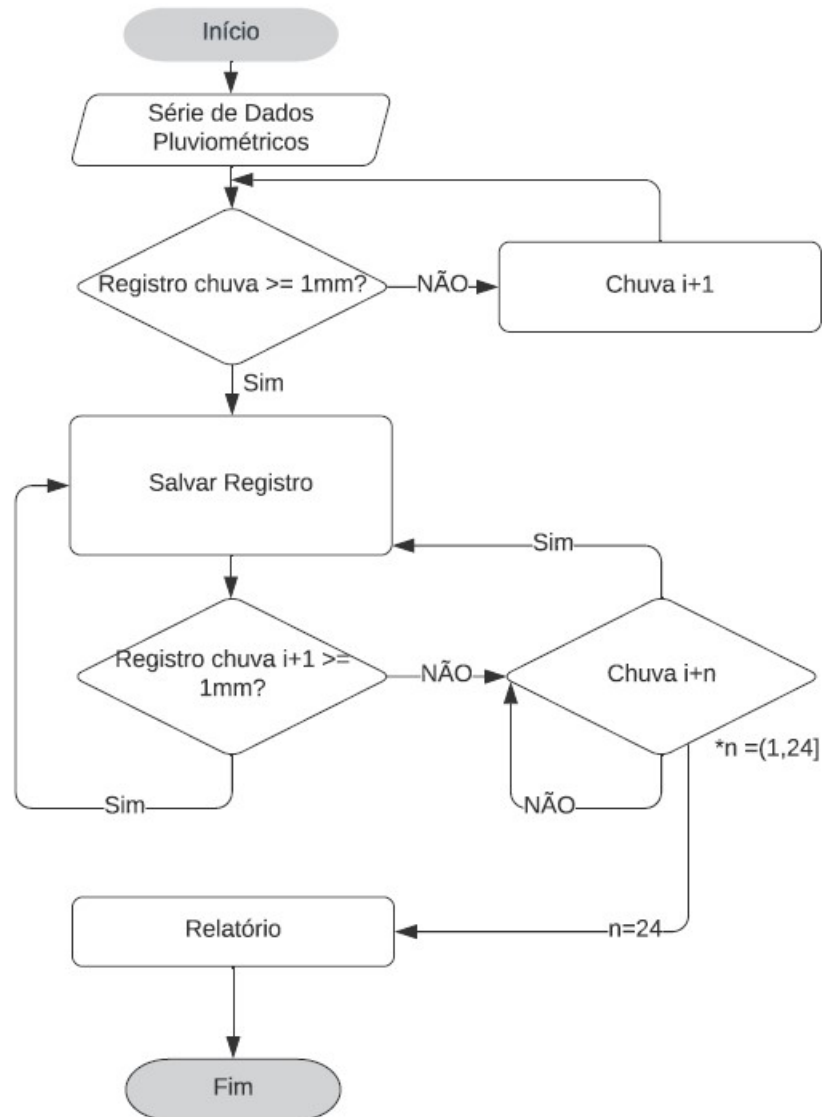 Início
Série de Dados
Pluviométricos
Registro chuva >= 1mm?
NÃO
Chuva i+1
Sim
Salvar Registro
Sim
Registro chuva i+1 >=
1mm?
NÃO
Chuva i+n
*n =(1,24]
Sim
NÃO
Relatório
n=24
Fim